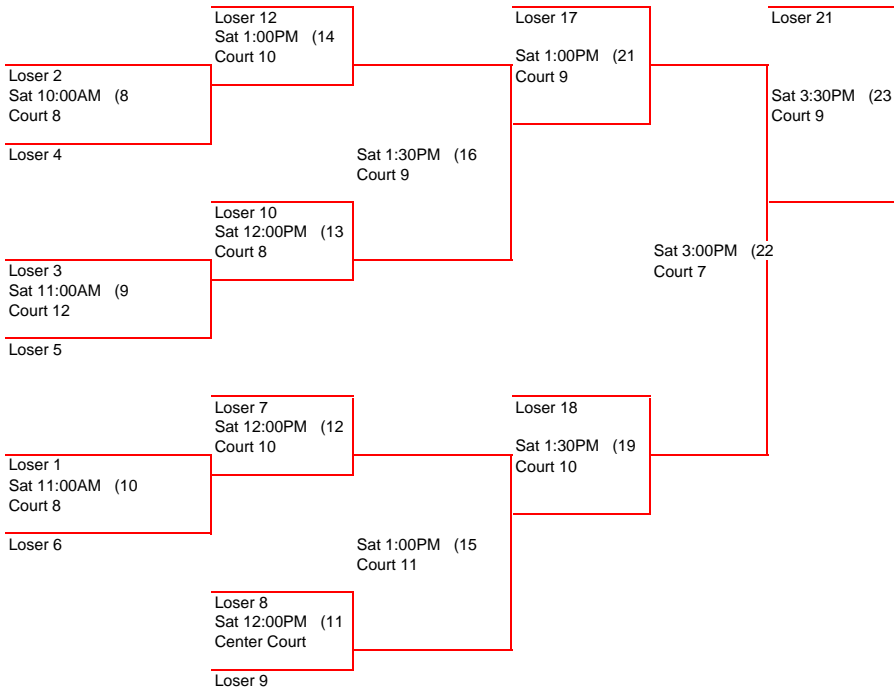 Loser 12
Sat 1:00PM (14
Court 10
Loser 2
Sat 10:00AM (8
Court 8
Loser 4
Loser 10
Sat 12:00PM (13
Court 8
Loser 3
Sat 11:00AM (9
Court 12
Loser 5
Sat 1:30PM (16
Court 9
Loser 17
Sat 1:00PM (21
Court 9
Loser 7
Sat 12:00PM (12
Court 10
Loser 1
Sat 11:00AM (10
Court 8
Loser 6
Loser 8
Sat 12:00PM (11
Center Court
Loser 9
Sat 1:00PM (15
Court 11
Loser 18
Sat 1:30PM (19
Court 10
Sat 3:00PM (22
Court 7
Loser 21
Sat 3:30PM (23
Court 9